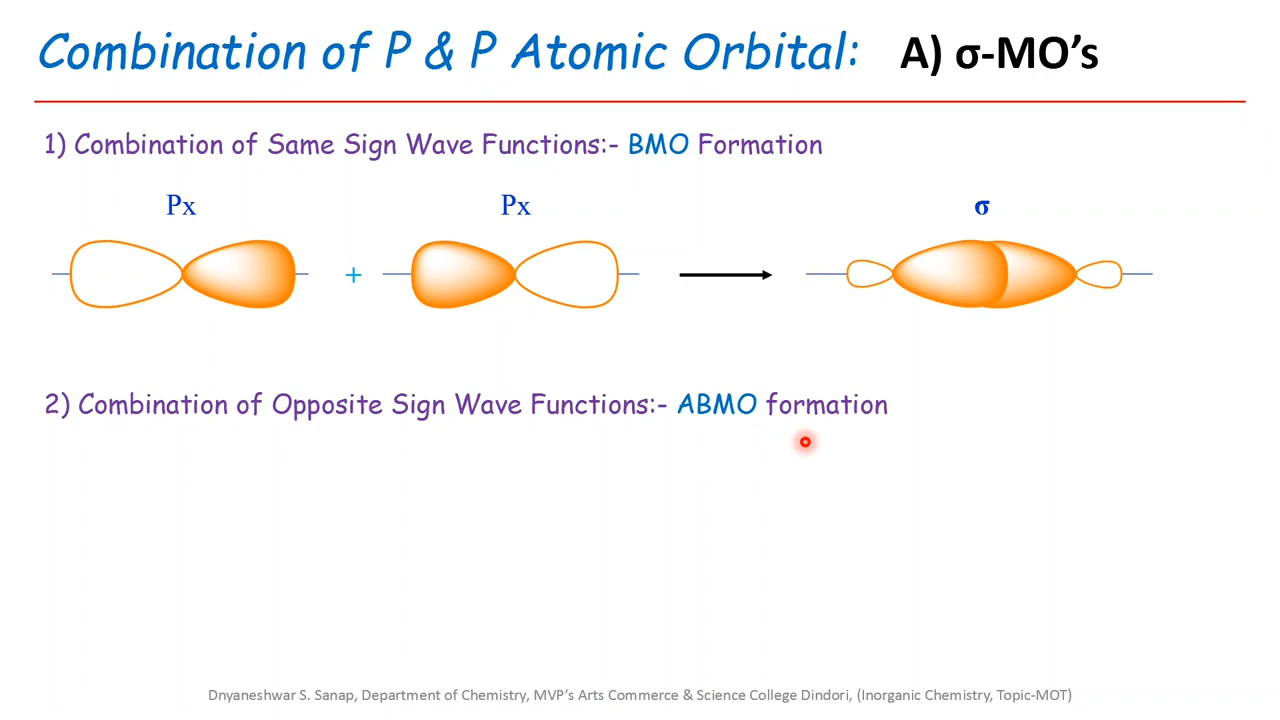 Combination of P & P Atomic Orbital: A) σ-MO’s
1) Combination of Same Sign Wave Functions:- BMO Formation
Px Px σ
+
2) Combination of Opposite Sign Wave Functions:- ABMO formation
Dnyaneshwar S. Sanap, Department of Chemistry, MVP’s Arts Commerce & Science College Dindori, (Inorganic Chemistry, Topic-MOT)